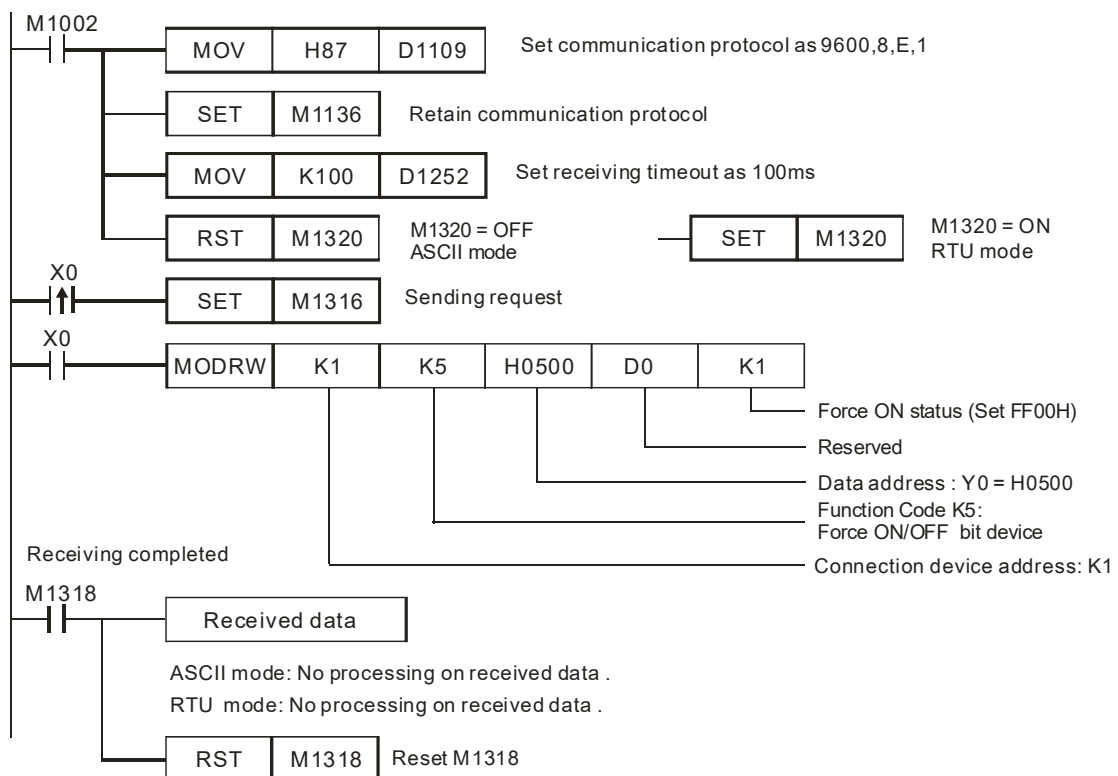 M1002
MOV H87 D1109 Set communication protocol as 9600,8,E,1
SET M1136 Retain communication protocol
MOV K100 D1252 Set receiving timeout as 100ms
RST M1320 M1320 = OFF
ASCII mode
SET M1320 M1320 = ON
RTU mode
X0
SET M1316 Sending request
X0
MODRW K1 K5 H0500 D0 K1
Force ON status (Set FF00H)
Reserved
Data address : Y0 = H0500
Function Code K5:
Force ON/OFF bit device
Connection device address: K1
Receiving completed
M1318
Received data
ASCII mode: No processing on received data .
RTU mode: No processing on received data .
RST M1318 Reset M1318